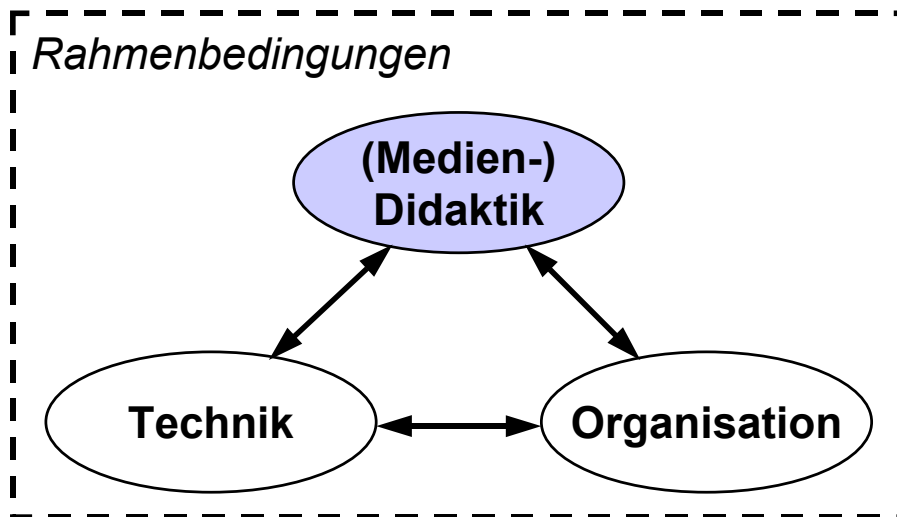 Rahmenbedingungen
(Medien-)
Didaktik
Technik
Organisation